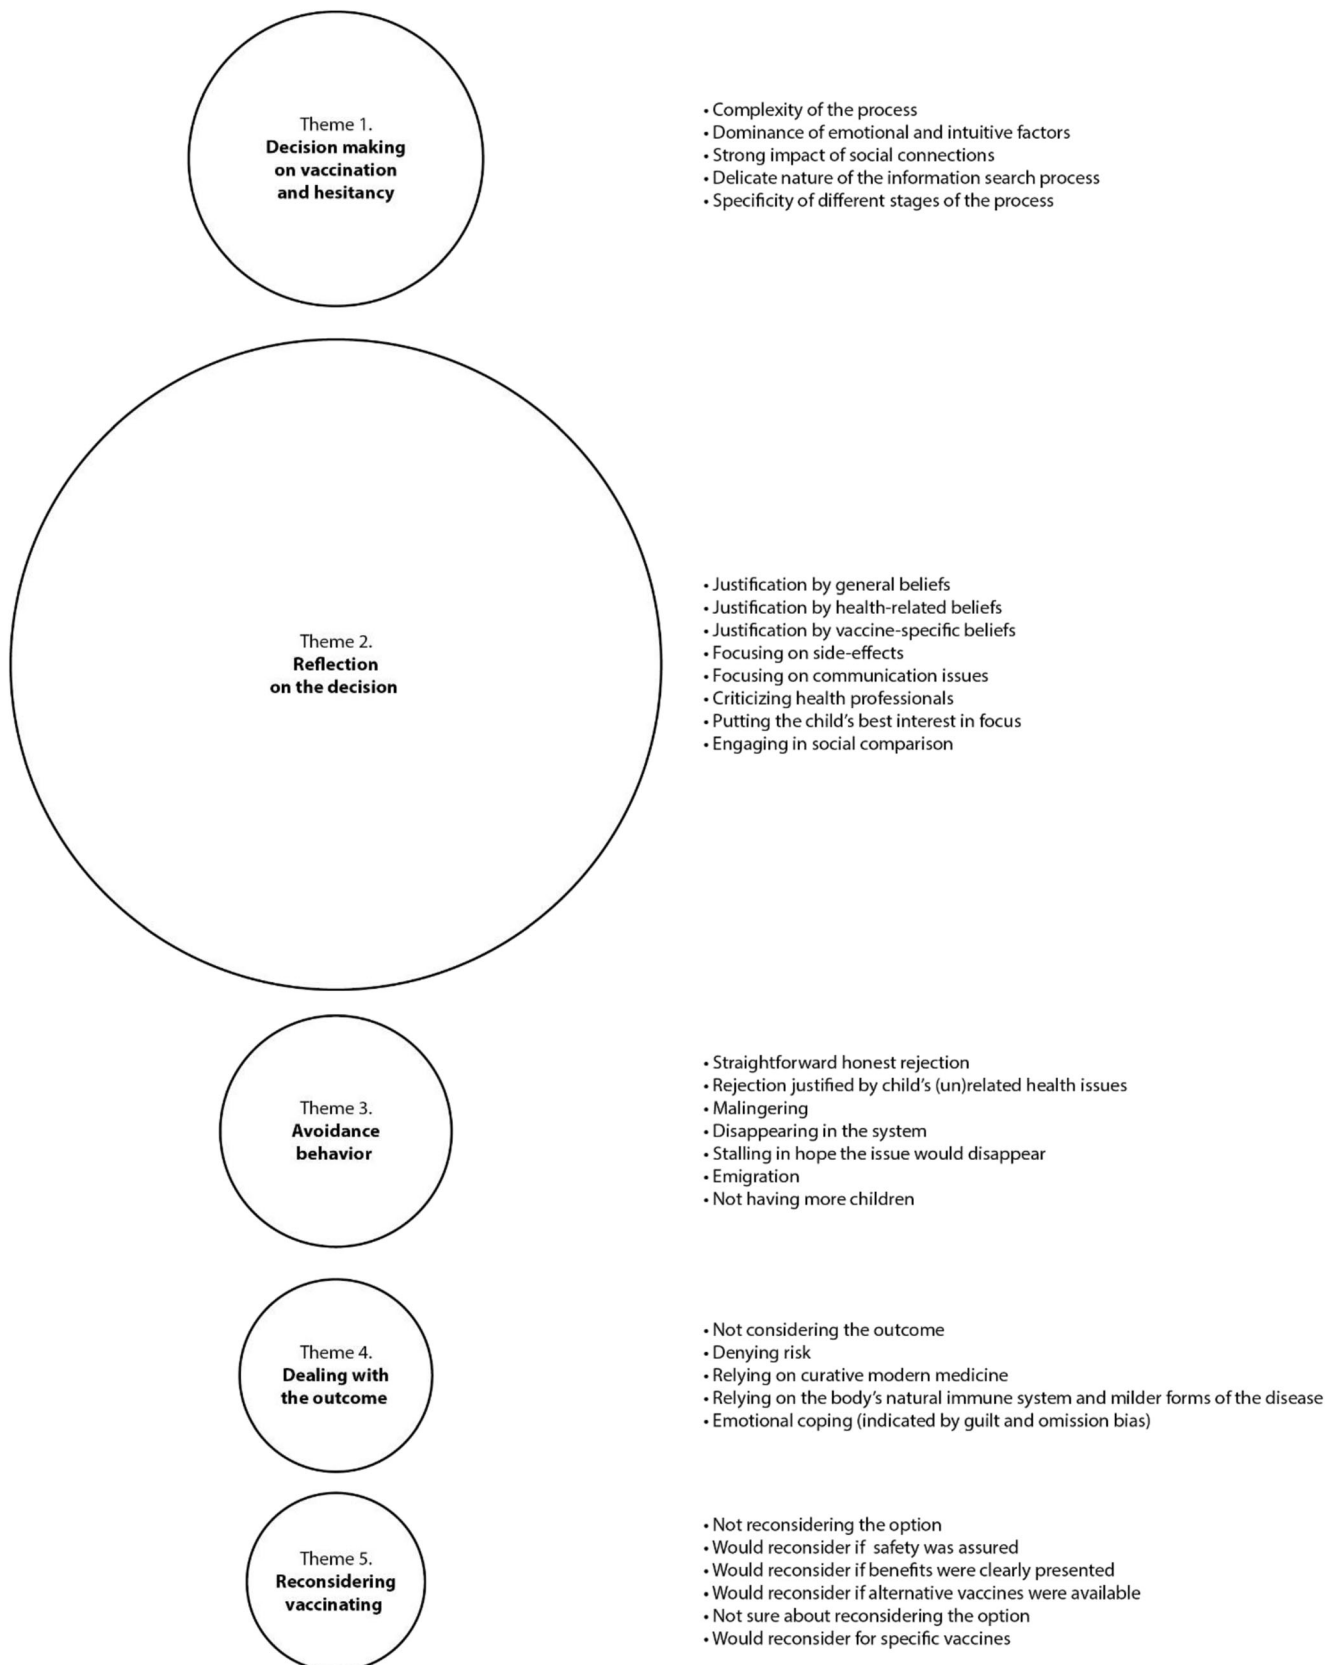 Theme 1.
Decision making
on vaccination
and hesitancy
• Complexity of the process
• Dominance of emotional and intuitive factors
• Strong impact of social connections
• Delicate nature of the information search process
• Specificity of different stages of the process
Theme 2.
Reflection
on the decision
• Justification by general beliefs
• Justification by health-related beliefs
• Justification by vaccine-specific beliefs
• Focusing on side-effects
• Focusing on communication issues
• Criticizing health professionals
• Putting the child's best interest in focus
• Engaging in social comparison
Theme 3.
Avoidance
behavior
• Straightforward honest rejection
• Rejection justified by child's (un)related health issues
• Malingering
• Disappearing in the system
• Stalling in hope the issue would disappear
• Emigration
• Not having more children
Theme 4.
Dealing with
the outcome
• Not considering the outcome
• Denying risk
• Relying on curative modern medicine
• Relying on the body's natural immune system and milder forms of the disease
• Emotional coping (indicated by guilt and omission bias)
Theme 5.
Reconsidering
vaccinating
• Not reconsidering the option
• Would reconsider if safety was assured
• Would reconsider if benefits were clearly presented
• Would reconsider if alternative vaccines were available
• Not sure about reconsidering the option
• Would reconsider for specific vaccines